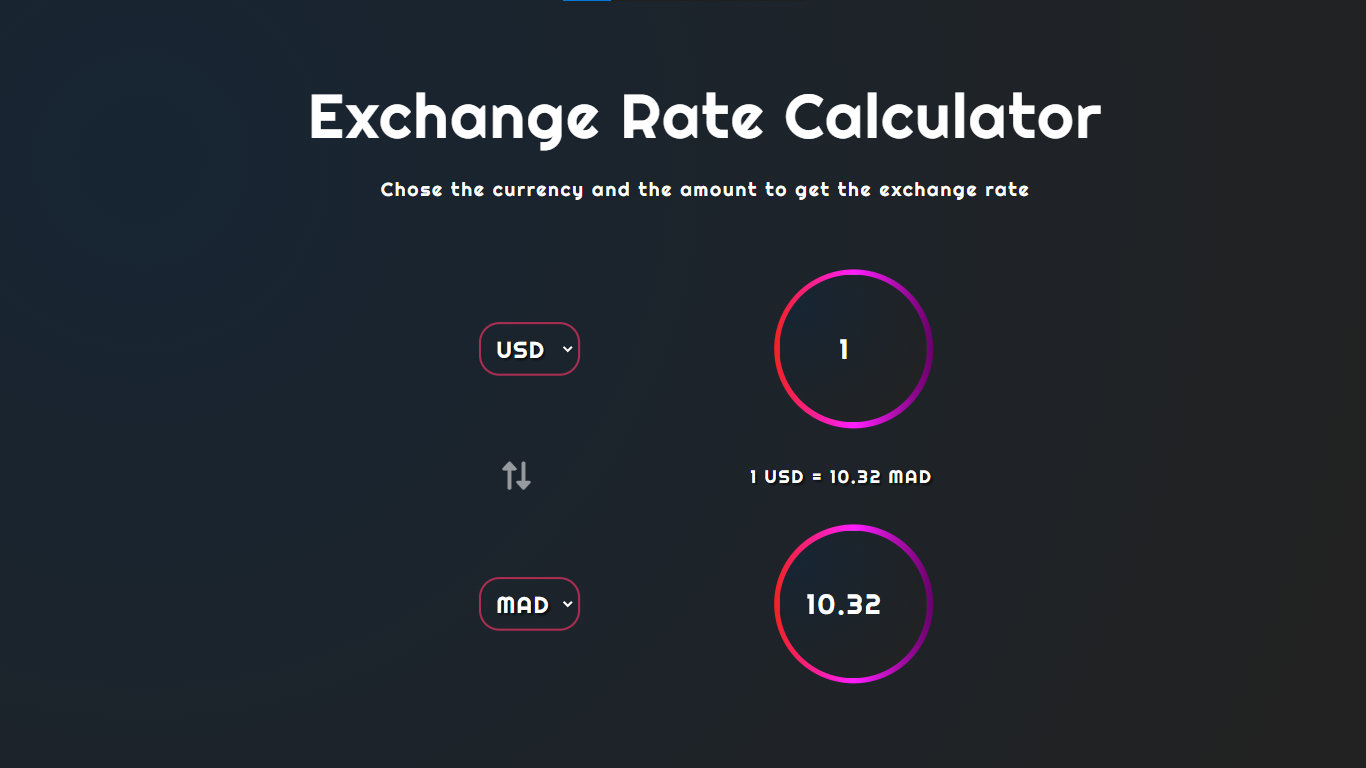 Exchange Rate Calculator
Chose the currency and the amount to get the exchange rate
USD
1
1 USD = 10.32 MAD
MAD
10.32